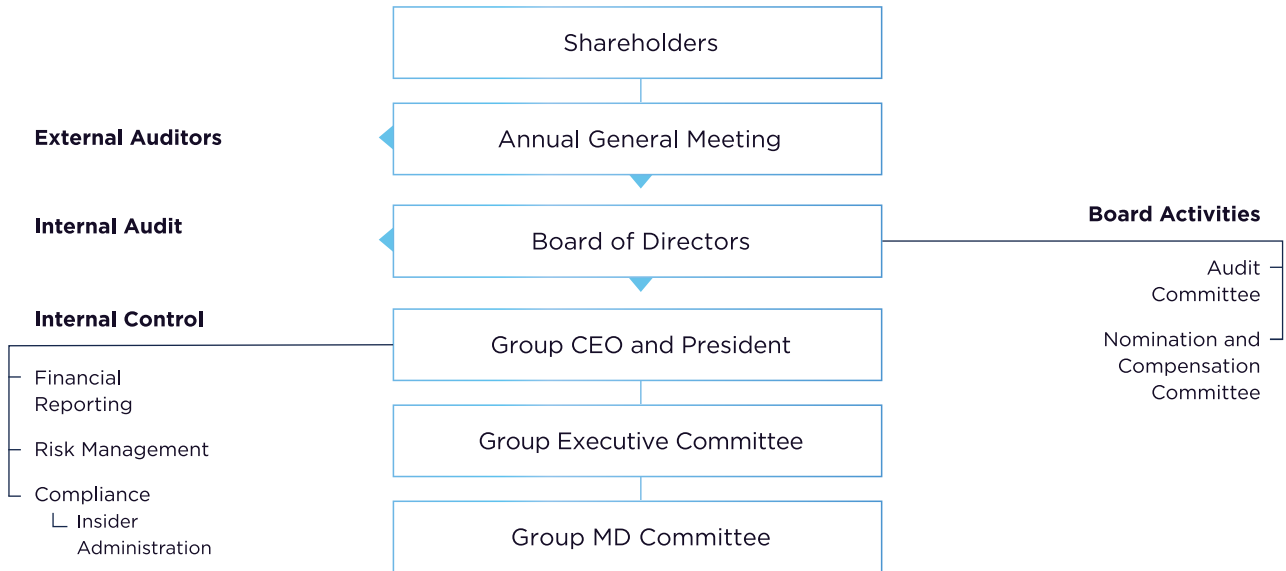 Shareholders
External Auditors
Annual General Meeting
Internal Audit
Board of Directors
Board Activities
Audit
Committee
Nomination and
Compensation
Committee
Internal Control
Group CEO and President
Financial
Reporting
Risk Management
Compliance
Insider
Administration
Group Executive Committee
Group MD Committee